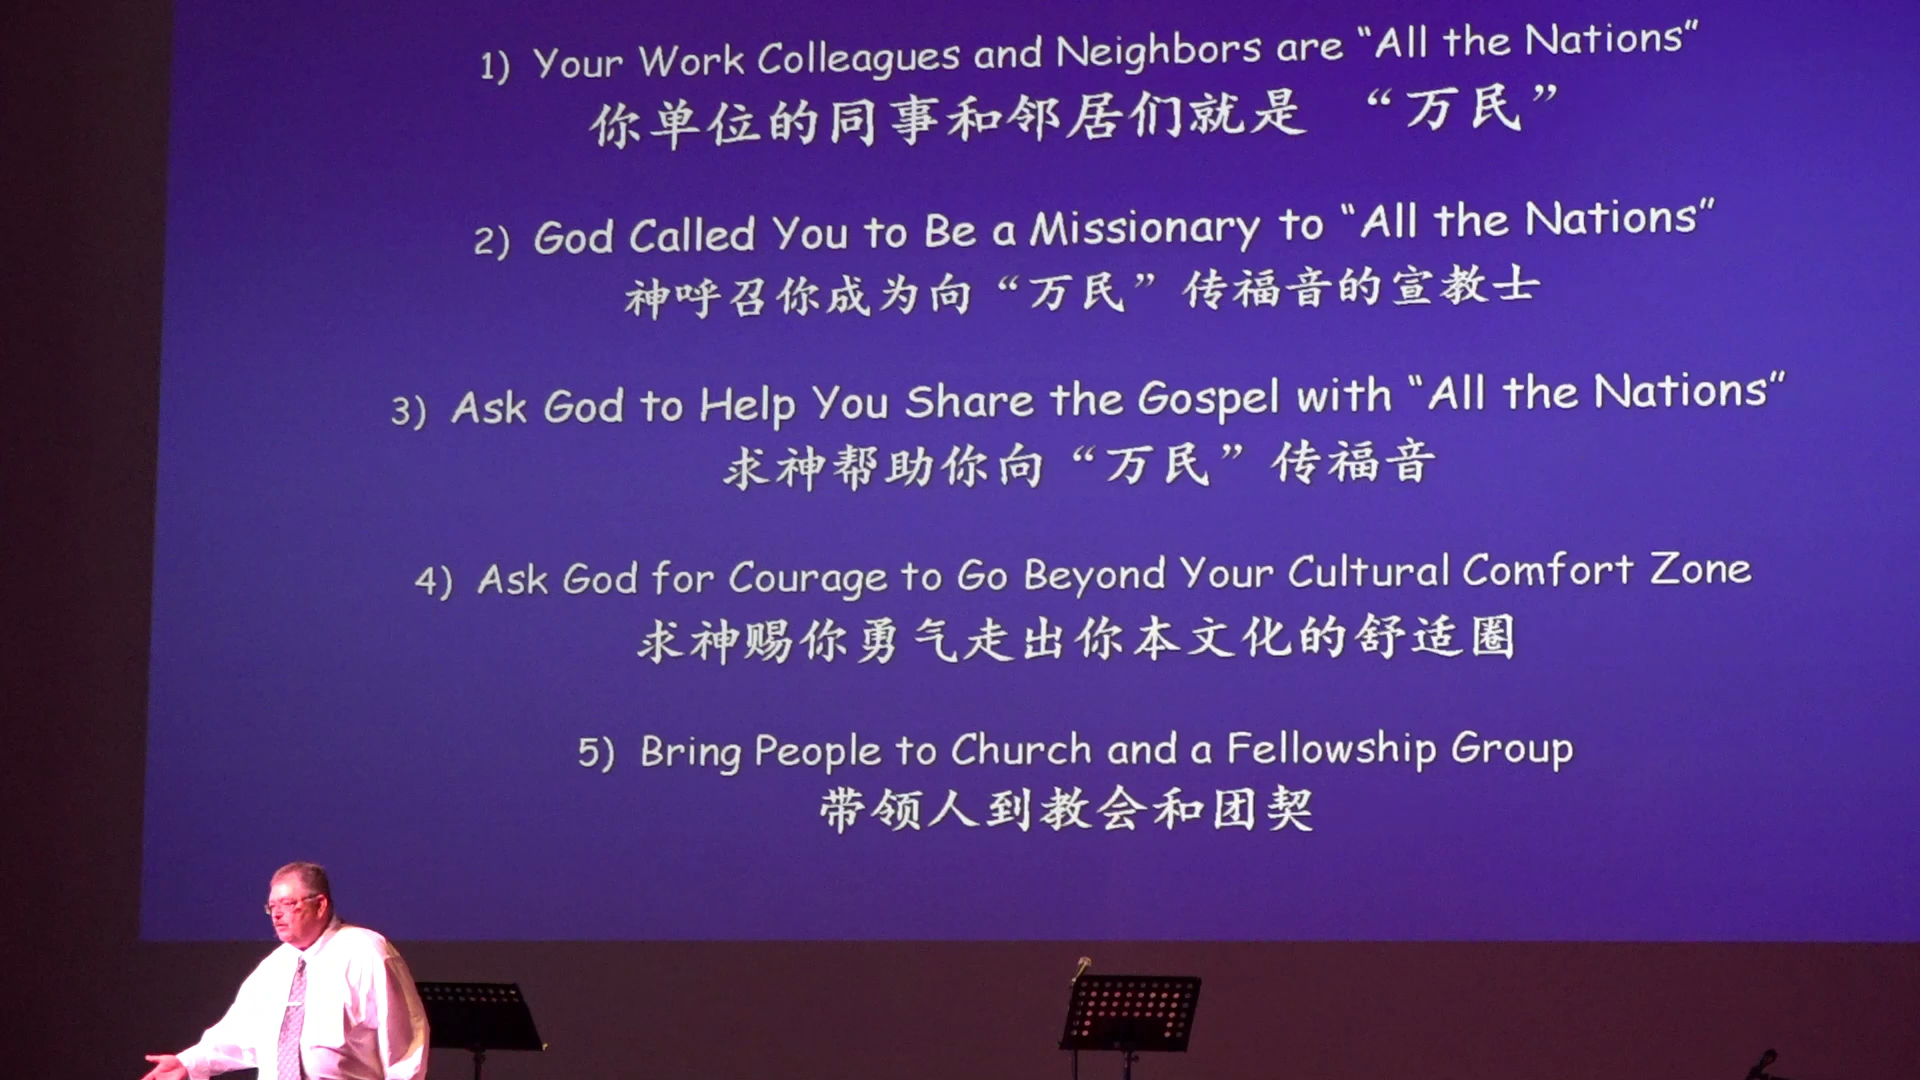 1) Your Work Colleagues and Neighbors are “All the Nations”
你单位的同事和邻居们就是 “万民”
2) God Called You to Be a Missionary to “All the Nations”
神呼召你成为向“万民”传福音的宣教士
3) Ask God to Help You Share the Gospel with “All the Nations”
求神帮助你向“万民”传福音
4) Ask God for Courage to Go Beyond Your Cultural Comfort Zone
求神赐你勇气走出你本文化的舒适圈
5) Bring People to Church and a Fellowship Group
带领人到教会和团契